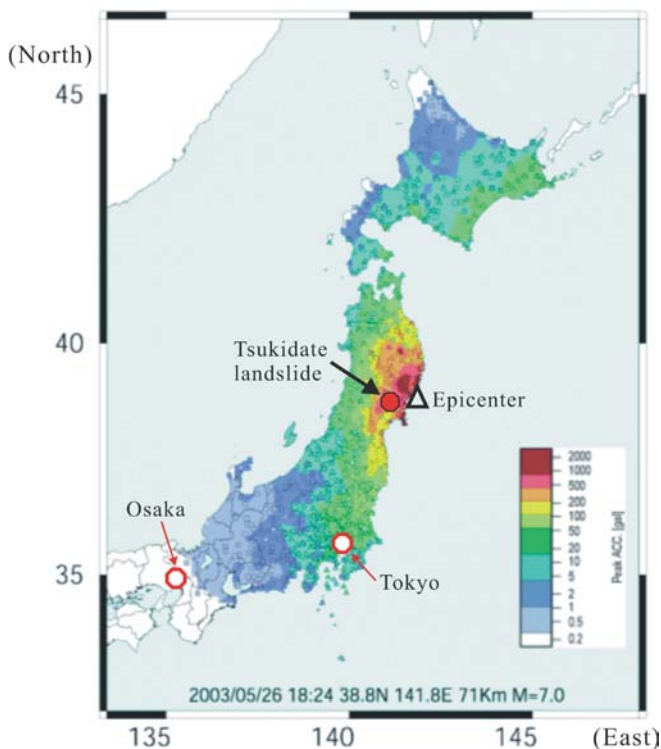 (North)
45
40
Tsukidate
landslide
Epicenter
Osaka
35
Tokyo
2000
1000
500
200
100
50
20
10
5
2
1
0.5
0.2
Peak ACC. [gal]
2003/05/26 18:24 38.8N 141.8E 71Km M=7.0
135
140
145
(East)